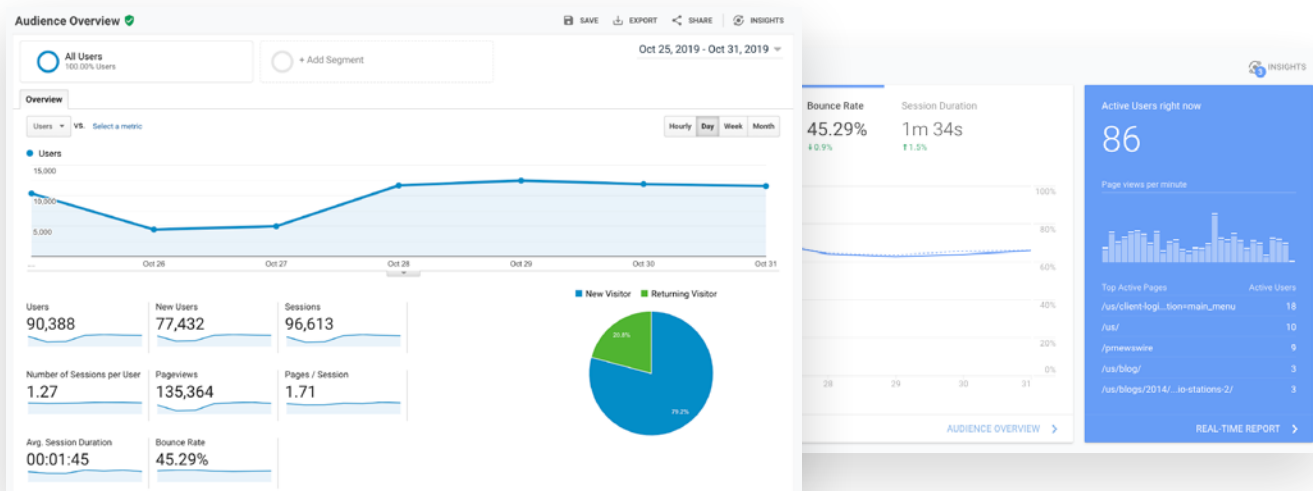 Audience Overview
SAVE EXPORT SHARE INSIGHTS
All Users
100.00% Users
+ Add Segment
Oct 25, 2019 - Oct 31, 2019
Overview
Users VS. Select a metric
Hourly Day Week Month
Users
15,000
10,000
5,000
... Oct 26 Oct 27 Oct 28 Oct 29 Oct 30 Oct 31
New Visitor Returning Visitor
Users
90,388
New Users
77,432
Sessions
96,613
Number of Sessions per User
1.27
Pageviews
135,364
Pages / Session
1.71
Avg. Session Duration
00:01:45
Bounce Rate
45.29%
20.8%
79.2%
3 INSIGHTS
Bounce Rate
45.29%
0.9%
Session Duration
1m 34s
1.5%
100%
80%
60%
40%
20%
0%
28 29 30 31
AUDIENCE OVERVIEW
Active Users right now
86
Page views per minute
Top Active Pages Active Users
/us/client-logi...tion=main_menu 18
/us/ 10
/prnewswire 9
/us/blog/ 3
/us/blogs/2014/...io-stations-2/ 3
REAL-TIME REPORT